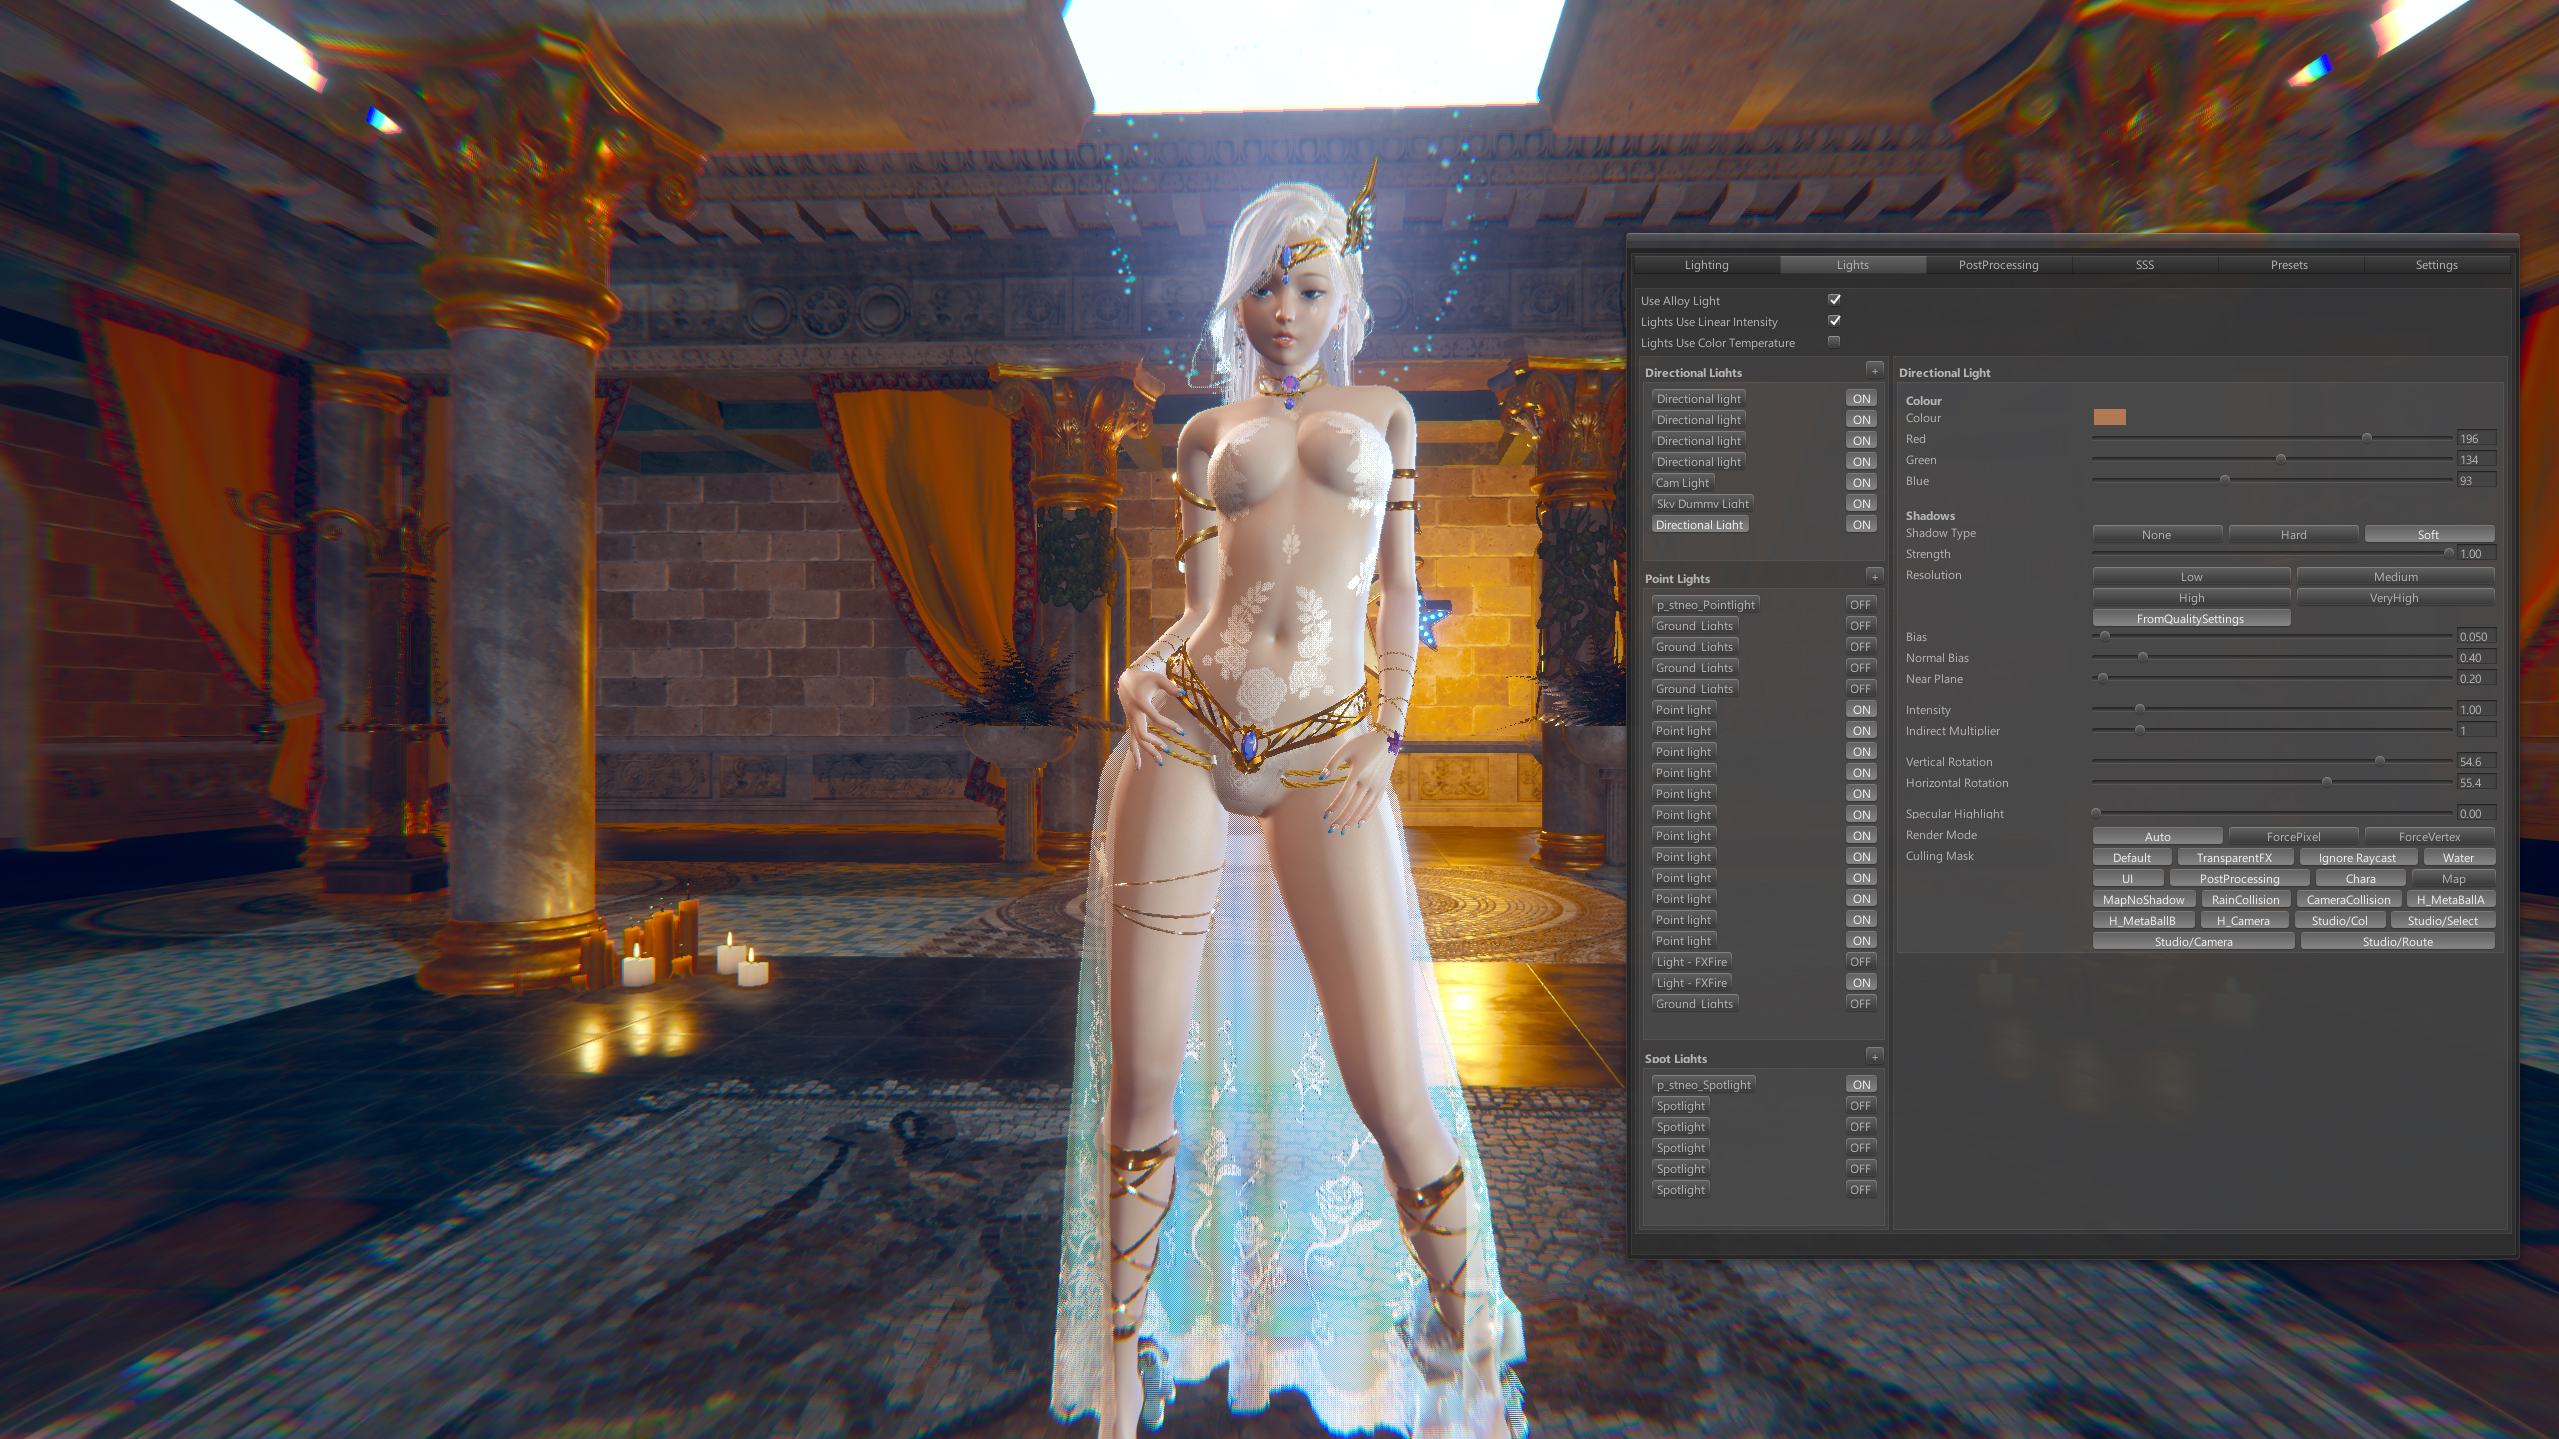 Lighting Lights PostProcessing SSS Presets Settings
Use Alloy Light
Lights Use Linear Intensity
Lights Use Color Temperature
Directional Lights +
Directional light ON
Directional light ON
Directional light ON
Directional light ON
Cam Light ON
Sky Dummy Light ON
Directional Light ON
Point Lights +
p_stneo_Pointlight OFF
Ground Lights OFF
Ground Lights OFF
Ground Lights OFF
Ground Lights OFF
Point light ON
Point light ON
Point light ON
Point light ON
Point light ON
Point light ON
Point light ON
Point light ON
Point light ON
Point light ON
Point light ON
Point light ON
Light - FXFire OFF
Light - FXFire ON
Ground Lights OFF
Spot Lights +
p_stneo_Spotlight ON
Spotlight OFF
Spotlight OFF
Spotlight OFF
Spotlight OFF
Spotlight OFF
Directional Light
Colour
Colour
Red 196
Green 134
Blue 93
Shadows
Shadow Type None Hard Soft
Strength 1.00
Resolution Low Medium
High VeryHigh
FromQualitySettings
Bias 0.050
Normal Bias 0.40
Near Plane 0.20
Intensity 1.00
Indirect Multiplier 1
Vertical Rotation 54.6
Horizontal Rotation 55.4
Specular Highlight 0.00
Render Mode Auto ForcePixel ForceVertex
Culling Mask Default TransparentFX Ignore Raycast Water
UI PostProcessing Chara Map
MapNoShadow RainCollision CameraCollision H_MetaBallA
H_MetaBallB H_Camera Studio/Col Studio/Select
Studio/Camera Studio/Route